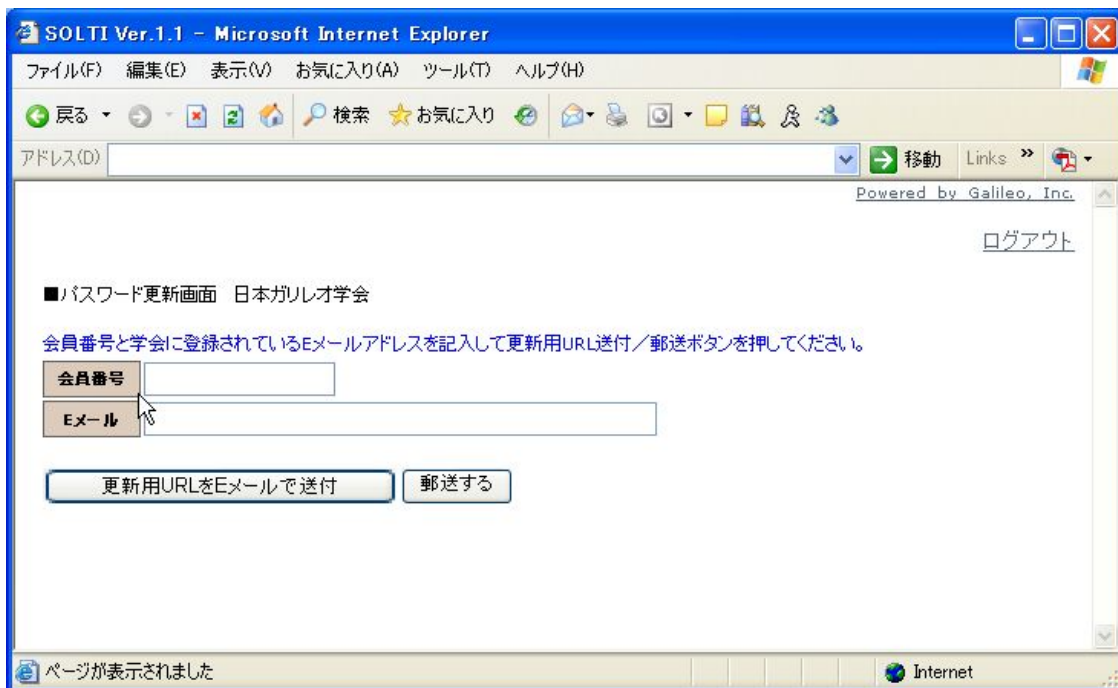 SOLTI Ver.1.1 - Microsoft Internet Explorer
ファイル(F) 編集(E) 表示(V) お気に入り(A) ツール(T) ヘルプ(H)
戻る 検索 お気に入り
アドレス(D) 移動 Links »
Powered by Galileo, Inc.
ログアウト
■パスワード更新画面 日本ガリレオ学会
会員番号と学会に登録されているEメールアドレスを記入して更新用URL送付／郵送ボタンを押してください。
会員番号
Eメール
更新用URLをEメールで送付 郵送する
ページが表示されました Internet